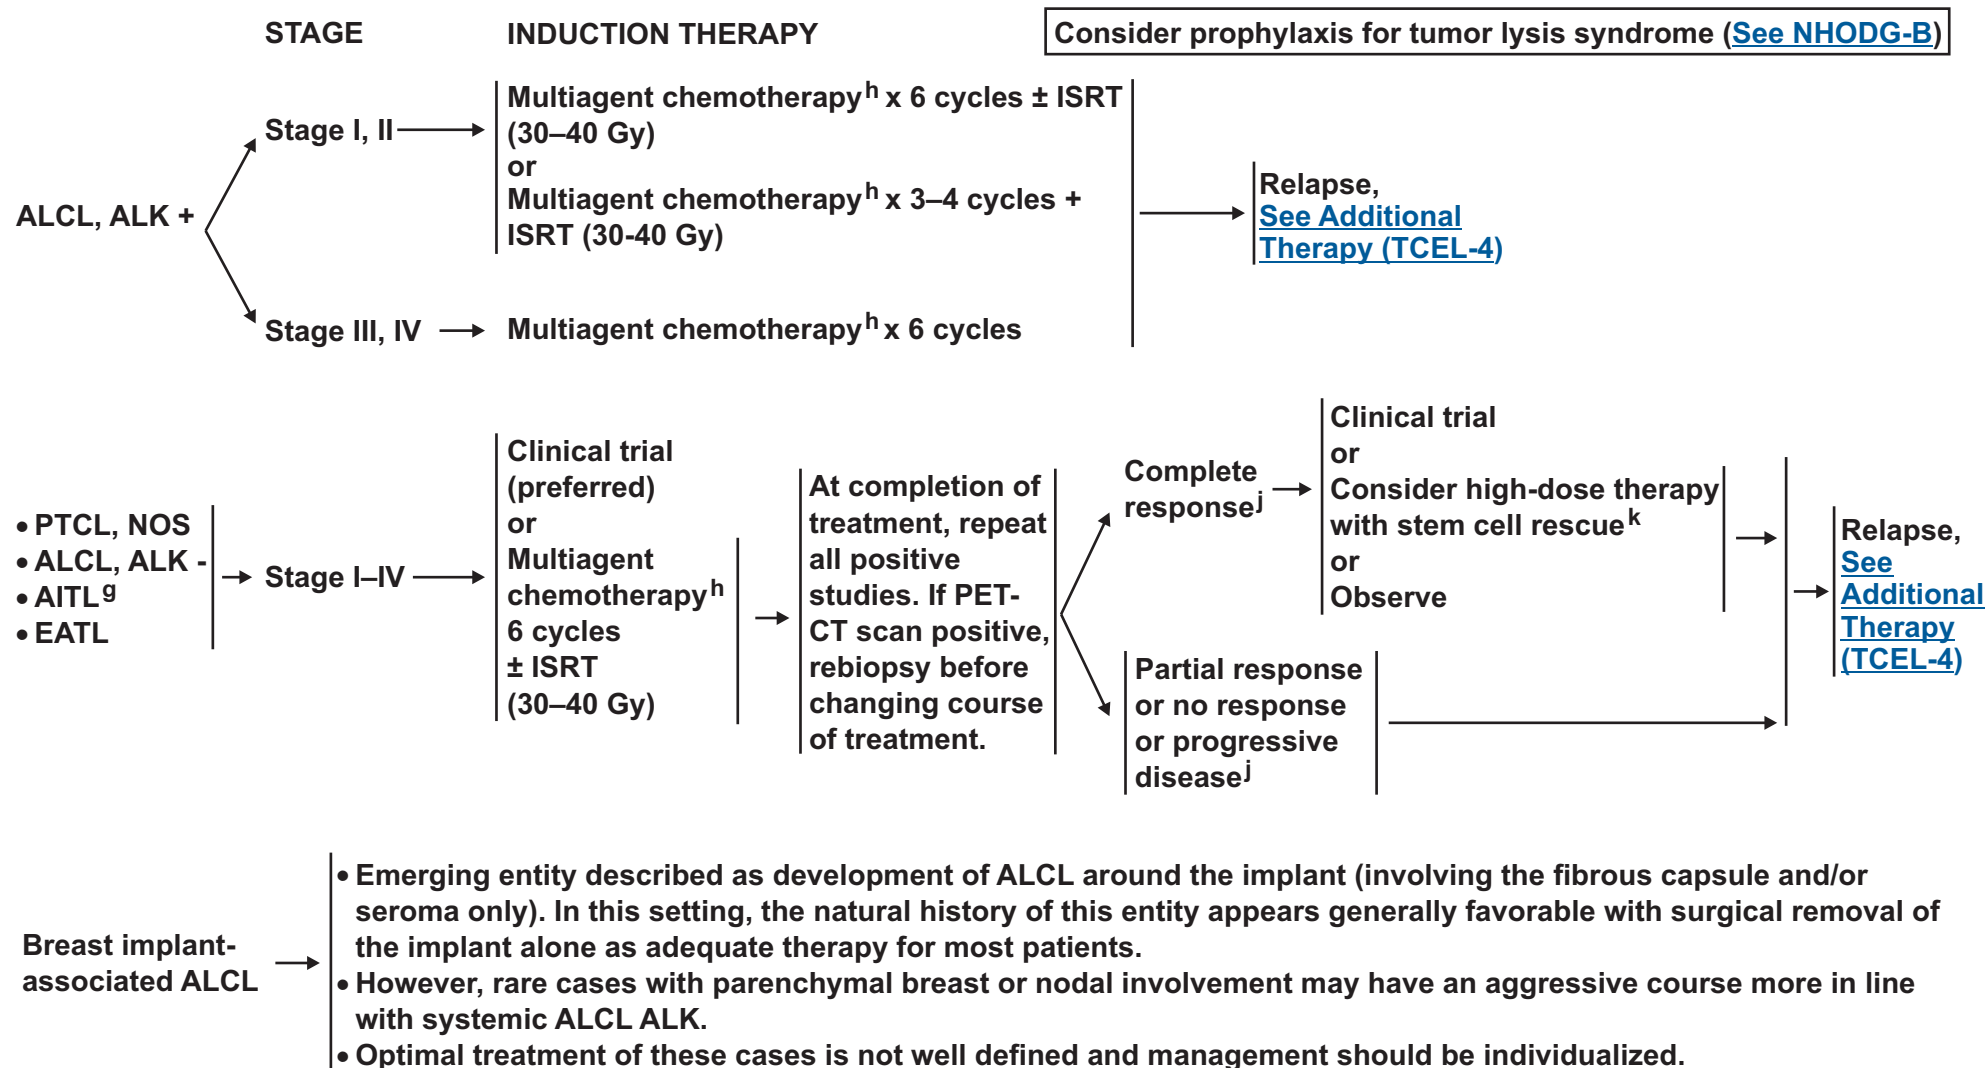 STAGE
INDUCTION THERAPY
Consider prophylaxis for tumor lysis syndrome (See NHODG-B)
ALCL, ALK +
Stage I, II
Multiagent chemotherapy h x 6 cycles ± ISRT
(30–40 Gy)
or
Multiagent chemotherapy h x 3–4 cycles +
ISRT (30-40 Gy)
Stage III, IV
Multiagent chemotherapy h x 6 cycles
Relapse,
See Additional
Therapy (TCEL-4)
• PTCL, NOS
• ALCL, ALK -
• AITL g
• EATL
Stage I–IV
Clinical trial
(preferred)
or
Multiagent
chemotherapy h
6 cycles
± ISRT
(30–40 Gy)
At completion of
treatment, repeat
all positive
studies. If PET-
CT scan positive,
rebiopsy before
changing course
of treatment.
Complete
response j
Clinical trial
or
Consider high-dose therapy
with stem cell rescue k
or
Observe
Partial response
or no response
or progressive
disease j
Relapse,
See
Additional
Therapy
(TCEL-4)
Breast implant-
associated ALCL
• Emerging entity described as development of ALCL around the implant (involving the fibrous capsule and/or
seroma only). In this setting, the natural history of this entity appears generally favorable with surgical removal of
the implant alone as adequate therapy for most patients.
• However, rare cases with parenchymal breast or nodal involvement may have an aggressive course more in line
with systemic ALCL ALK.
• Optimal treatment of these cases is not well defined and management should be individualized.